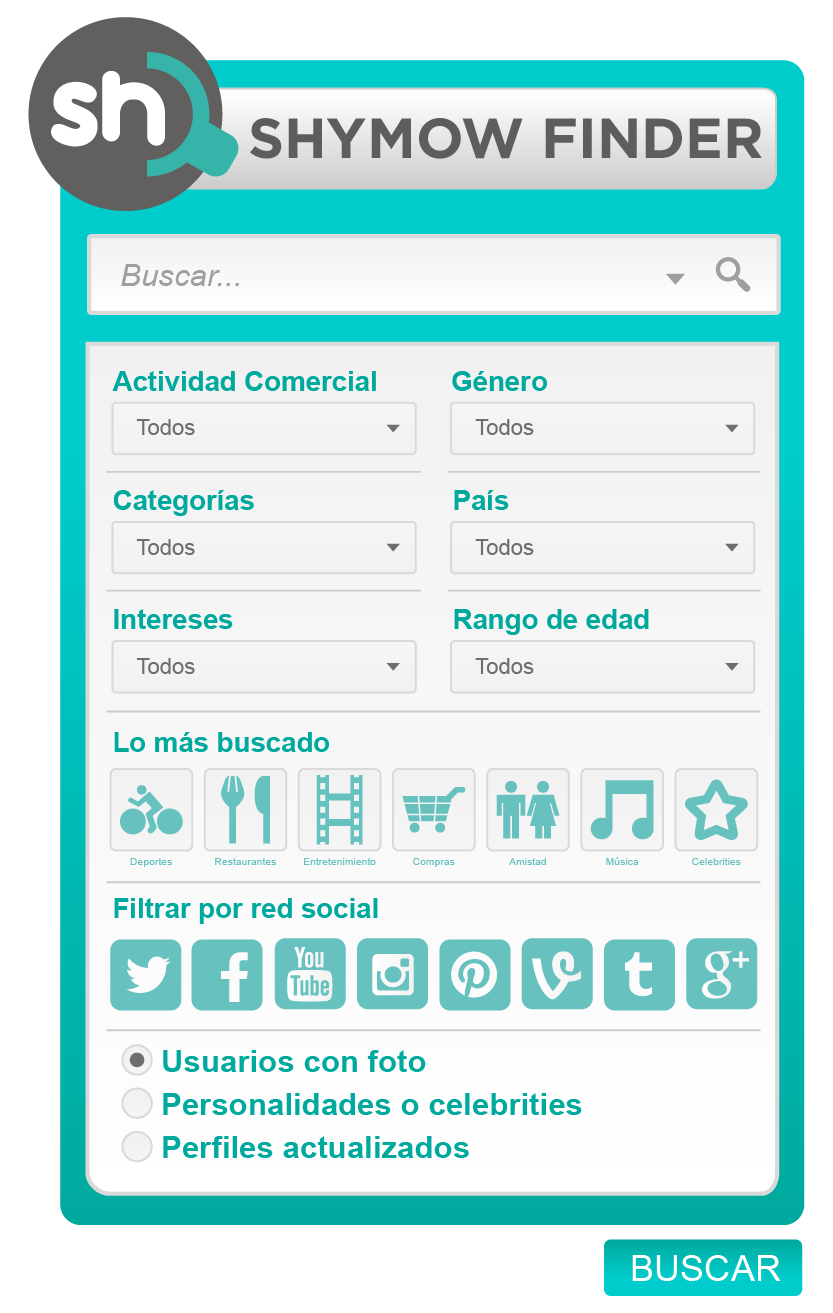 sh
SHYMOW FINDER
Buscar...
Actividad Comercial Género
Todos Todos
Categorías País
Todos Todos
Intereses Rango de edad
Todos Todos
Lo más buscado
Deportes Restaurantes Entretenimiento Compras Amistad Música Celebrities
Filtrar por red social
f You Tube t g+
Usuarios con foto
Personalidades o celebrities
Perfiles actualizados
BUSCAR